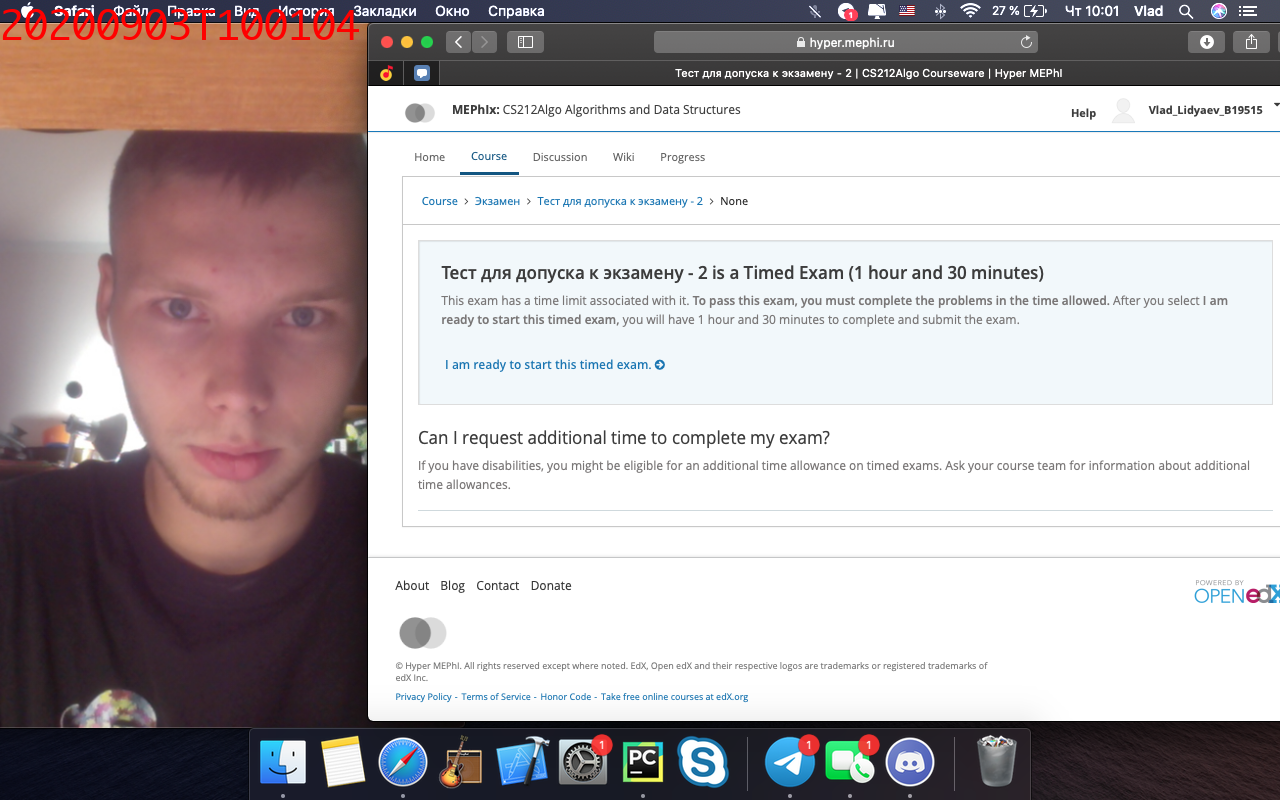 20200903T100104
Safari Файл Правка Вид История Закладки Окно Справка
1 27 % Чт 10:01 Vlad
hyper.mephi.ru
Тест для допуска к экзамену - 2 | CS212Algo Courseware | Hyper MEPhI
MEPhIx: CS212Algo Algorithms and Data Structures
Help Vlad_Lidyaev_B19515
Home Course Discussion Wiki Progress
Course > Экзамен > Тест для допуска к экзамену - 2 > None
Тест для допуска к экзамену - 2 is a Timed Exam (1 hour and 30 minutes)
This exam has a time limit associated with it. To pass this exam, you must complete the problems in the time allowed. After you select I am
ready to start this timed exam, you will have 1 hour and 30 minutes to complete and submit the exam.
I am ready to start this timed exam.
Can I request additional time to complete my exam?
If you have disabilities, you might be eligible for an additional time allowance on timed exams. Ask your course team for information about additional
time allowances.
About Blog Contact Donate
POWERED BY
OPEN edX
© Hyper MEPhI. All rights reserved except where noted. EdX, Open edX and their respective logos are trademarks or registered trademarks of
edX Inc.
Privacy Policy - Terms of Service - Honor Code - Take free online courses at edX.org
1 PC 1 1